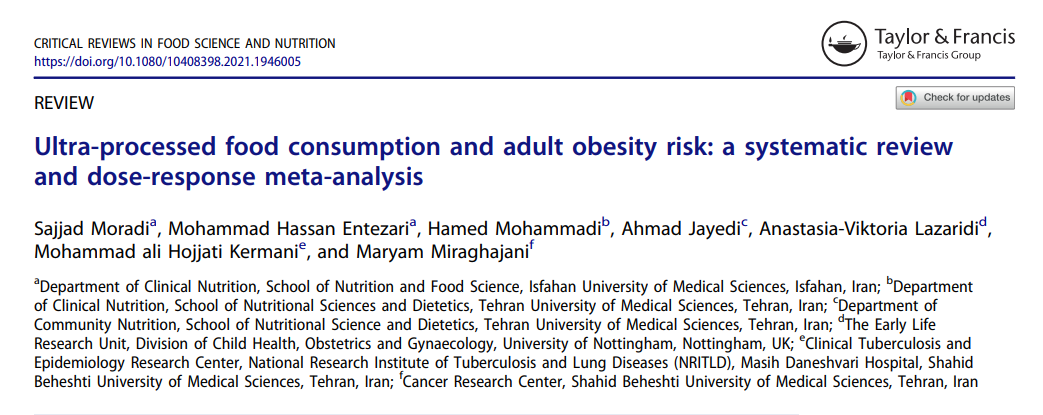 CRITICAL REVIEWS IN FOOD SCIENCE AND NUTRITION
https://doi.org/10.1080/10408398.2021.1946005
Taylor & Francis
Taylor & Francis Group
REVIEW
Check for updates
Ultra-processed food consumption and adult obesity risk: a systematic review
and dose-response meta-analysis
Sajjad Moradiᵃ, Mohammad Hassan Entezariᵃ, Hamed Mohammadiᵇ, Ahmad Jayediᶜ, Anastasia-Viktoria Lazaridiᵈ,
Mohammad ali Hojjati Kermaniᵉ, and Maryam Miraghajaniᶠ
ᵃDepartment of Clinical Nutrition, School of Nutrition and Food Science, Isfahan University of Medical Sciences, Isfahan, Iran; ᵇDepartment
of Clinical Nutrition, School of Nutritional Sciences and Dietetics, Tehran University of Medical Sciences, Tehran, Iran; ᶜDepartment of
Community Nutrition, School of Nutritional Science and Dietetics, Tehran University of Medical Sciences, Tehran, Iran; ᵈThe Early Life
Research Unit, Division of Child Health, Obstetrics and Gynaecology, University of Nottingham, Nottingham, UK; ᵉClinical Tuberculosis and
Epidemiology Research Center, National Research Institute of Tuberculosis and Lung Diseases (NRITLD), Masih Daneshvari Hospital, Shahid
Beheshti University of Medical Sciences, Tehran, Iran; ᶠCancer Research Center, Shahid Beheshti University of Medical Sciences, Tehran, Iran